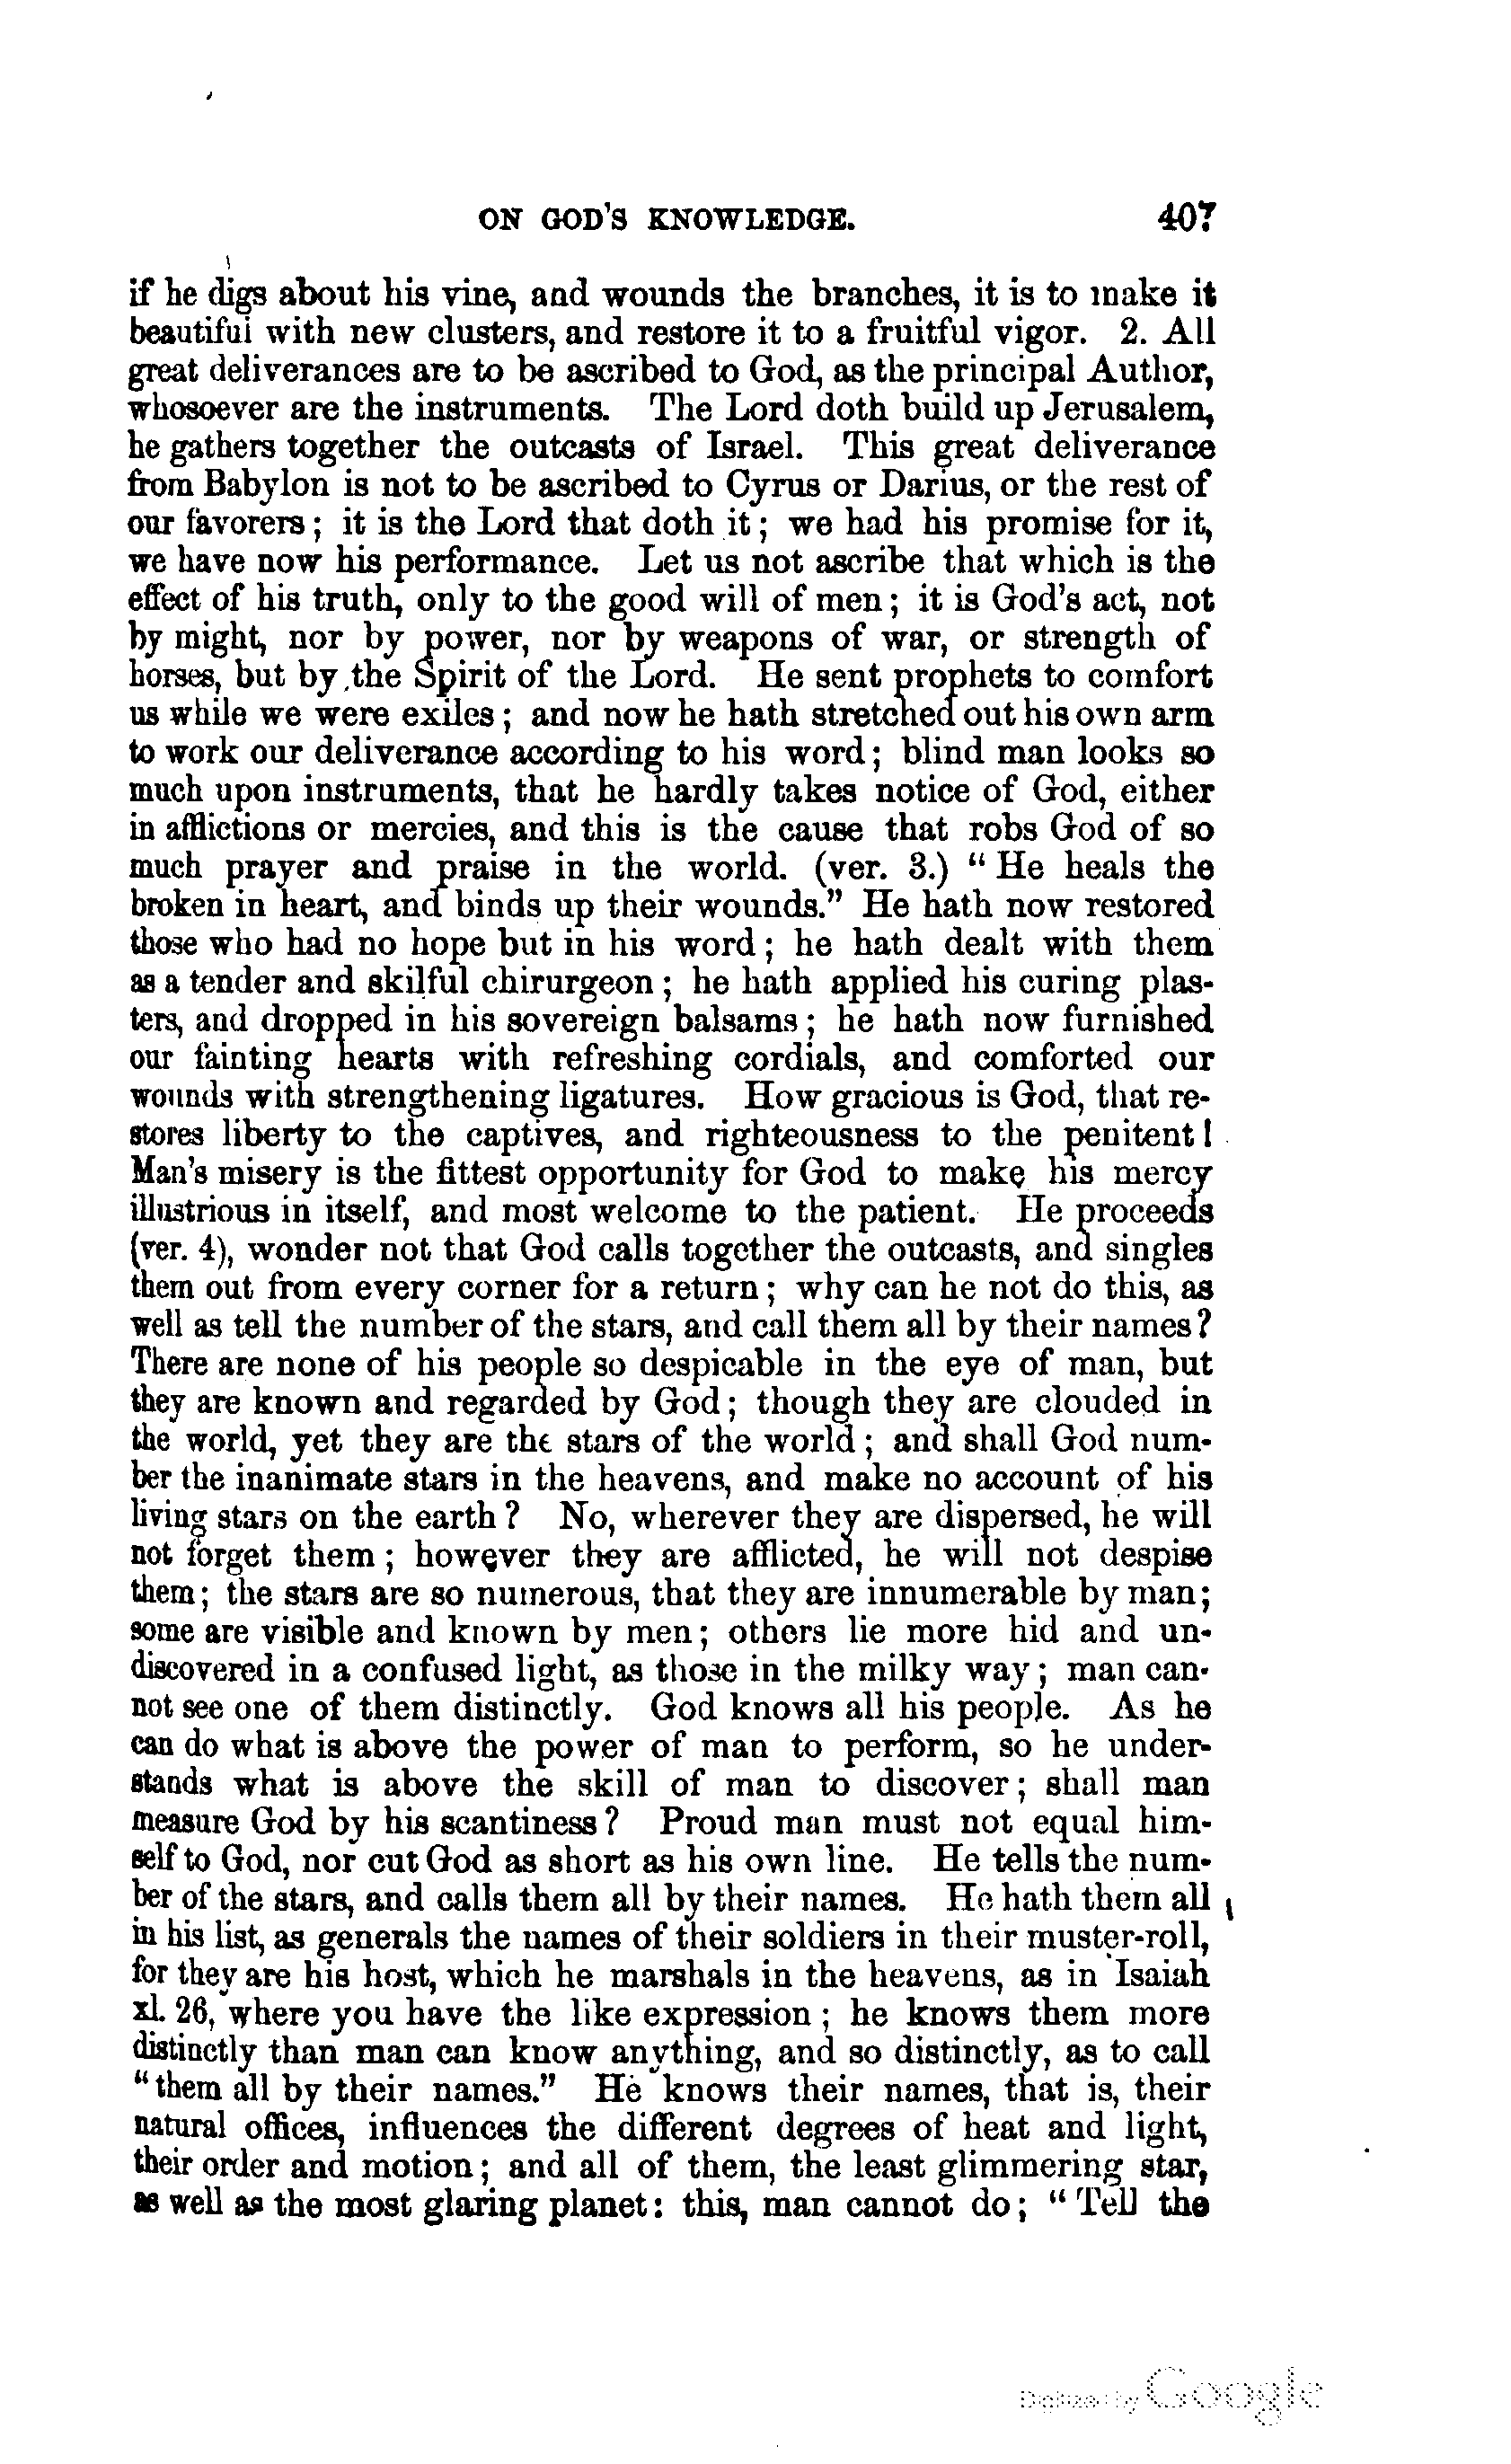 ON GOD'S KNOWLEDGE. 407
if he digs about his vine, and wounds the branches, it is to make it
beautiful with new clusters, and restore it to a fruitful vigor. 2. All
great deliverances are to be ascribed to God, as the principal Author,
whosoever are the instruments. The Lord doth build up Jerusalem,
he gathers together the outcasts of Israel. This great deliverance
from Babylon is not to be ascribed to Cyrus or Darius, or the rest of
our favorers; it is the Lord that doth it; we had his promise for it,
we have now his performance. Let us not ascribe that which is the
effect of his truth, only to the good will of men; it is God's act, not
by might, nor by power, nor by weapons of war, or strength of
horses, but by the Spirit of the Lord. He sent prophets to comfort
us while we were exiles; and now he hath stretched out his own arm
to work our deliverance according to his word; blind man looks so
much upon instruments, that he hardly takes notice of God, either
in afflictions or mercies, and this is the cause that robs God of so
much prayer and praise in the world. (ver. 3.) "He heals the
broken in heart, and binds up their wounds." He hath now restored
those who had no hope but in his word; he hath dealt with them
as a tender and skilful chirurgeon; he hath applied his curing plas-
ters, and dropped in his sovereign balsams; he hath now furnished
our fainting hearts with refreshing cordials, and comforted our
wounds with strengthening ligatures. How gracious is God, that re-
stores liberty to the captives, and righteousness to the penitent!
Man's misery is the fittest opportunity for God to make his mercy
illustrious in itself, and most welcome to the patient. He proceeds
(ver. 4), wonder not that God calls together the outcasts, and singles
them out from every corner for a return; why can he not do this, as
well as tell the number of the stars, and call them all by their names?
There are none of his people so despicable in the eye of man, but
they are known and regarded by God; though they are clouded in
the world, yet they are the stars of the world; and shall God num-
ber the inanimate stars in the heavens, and make no account of his
living stars on the earth? No, wherever they are dispersed, he will
not forget them; however they are afflicted, he will not despise
them; the stars are so numerous, that they are innumerable by man;
some are visible and known by men; others lie more hid and un-
discovered in a confused light, as those in the milky way; man can-
not see one of them distinctly. God knows all his people. As he
can do what is above the power of man to perform, so he under-
stands what is above the skill of man to discover; shall man
measure God by his scantiness? Proud man must not equal him-
self to God, nor cut God as short as his own line. He tells the num-
ber of the stars, and calls them all by their names. He hath them all
in his list, as generals the names of their soldiers in their muster-roll,
for they are his host, which he marshals in the heavens, as in Isaiah
xl. 26, where you have the like expression; he knows them more
distinctly than man can know anything, and so distinctly, as to call
"them all by their names." He knows their names, that is, their
natural offices, influences the different degrees of heat and light,
their order and motion; and all of them, the least glimmering star,
as well as the most glaring planet: this, man cannot do; "Tell the
Digitized by Google